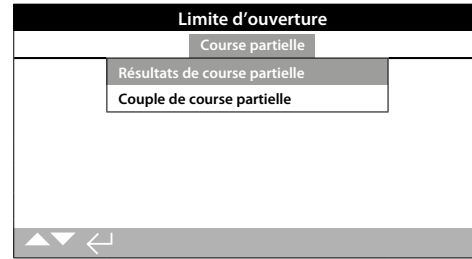 Limite d’ouverture
Course partielle
Résultats de course partielle
Couple de course partielle